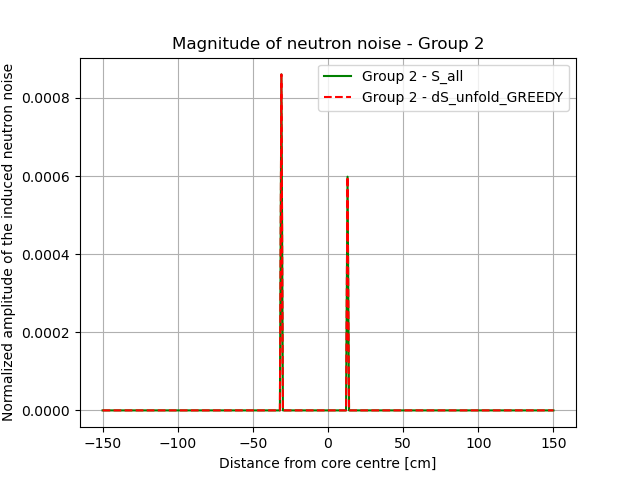 Magnitude of neutron noise - Group 2
Group 2 - S_all
Group 2 - dS_unfold_GREEDY
Normalized amplitude of the induced neutron noise
0.0008
0.0006
0.0004
0.0002
0.0000
−150
−100
−50
0
50
100
150
Distance from core centre [cm]